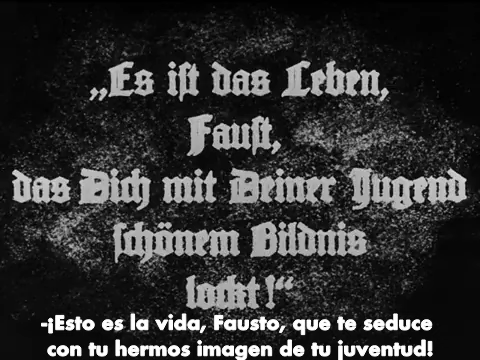 „Es ist das Leben,
Faust,
das Dich mit Deiner Jugend
schönem Bildnis
lockt!“
-¡Esto es la vida, Fausto, que te seduce
con tu hermos imagen de tu juventud!